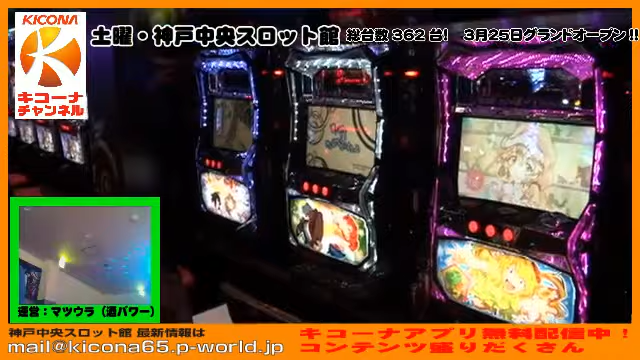 KICONA
キコーナ
チャンネル
土曜・神戸中央スロット館 総台数 362 台! 3月25日グランドオープン!!
運営:マツウラ(酒パワー)
神戸中央スロット館 最新情報は
mail@kicona65.p-world.jp
キコーナアプリ無料配信中!
コンテンツ盛りだくさん